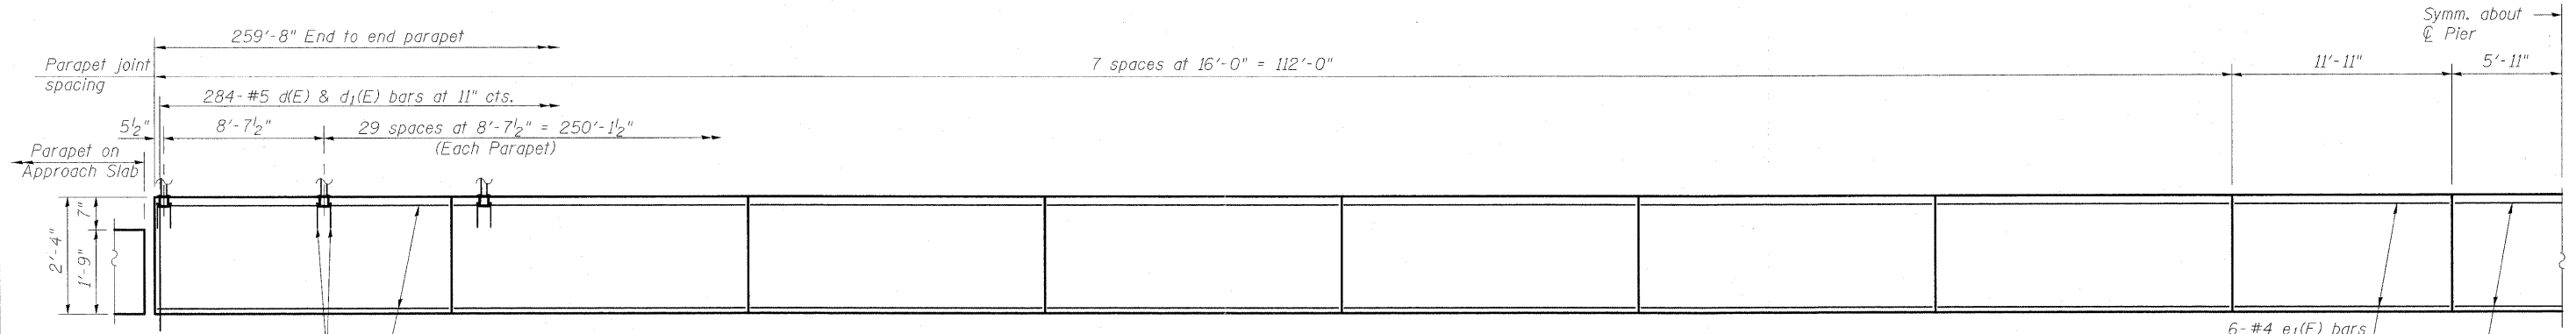 Symm. about
℄ Pier
259'-8" End to end parapet
Parapet joint
spacing
7 spaces at 16'-0" = 112'-0"
11'-11"
5'-11"
284-#5 d(E) & d₁(E) bars at 11" cts.
5½"
8'-7½"
29 spaces at 8'-7½" = 250'-1½"
(Each Parapet)
Parapet on
Approach Slab
7"
2'-4"
1'-9"
6-#4 e₁(E) bars